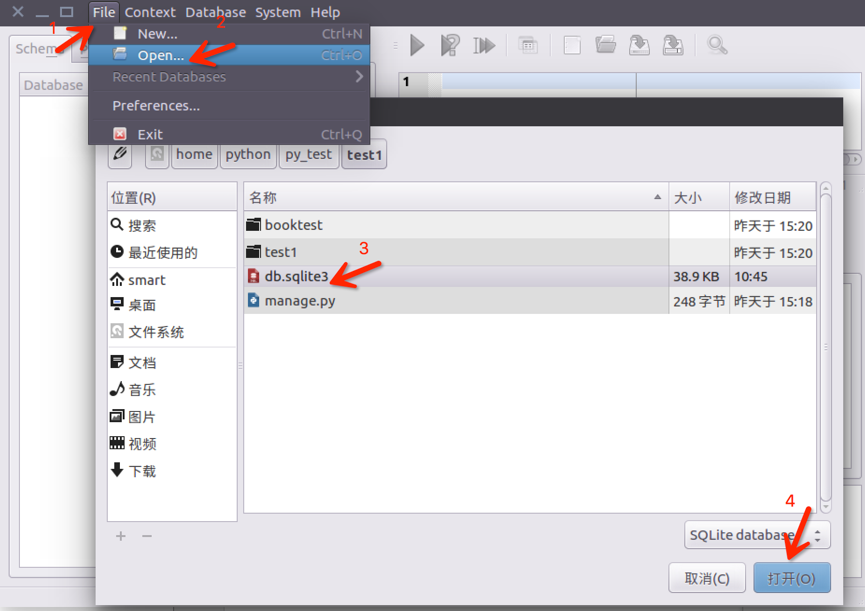 File Context Database System Help
1
2
New... Ctrl+N
Open... Ctrl+O
Recent Databases
Preferences...
Exit Ctrl+Q
Database
1
home python py_test test1
位置(R) 名称 大小 修改日期
搜索 booktest 昨天于 15:20
3
最近使用的 test1 昨天于 15:20
smart db.sqlite3 38.9 KB 10:45
桌面 manage.py 248 字节 昨天于 15:18
文件系统
文档
音乐
图片
视频
下载
4
SQLite database
取消(C) 打开(O)